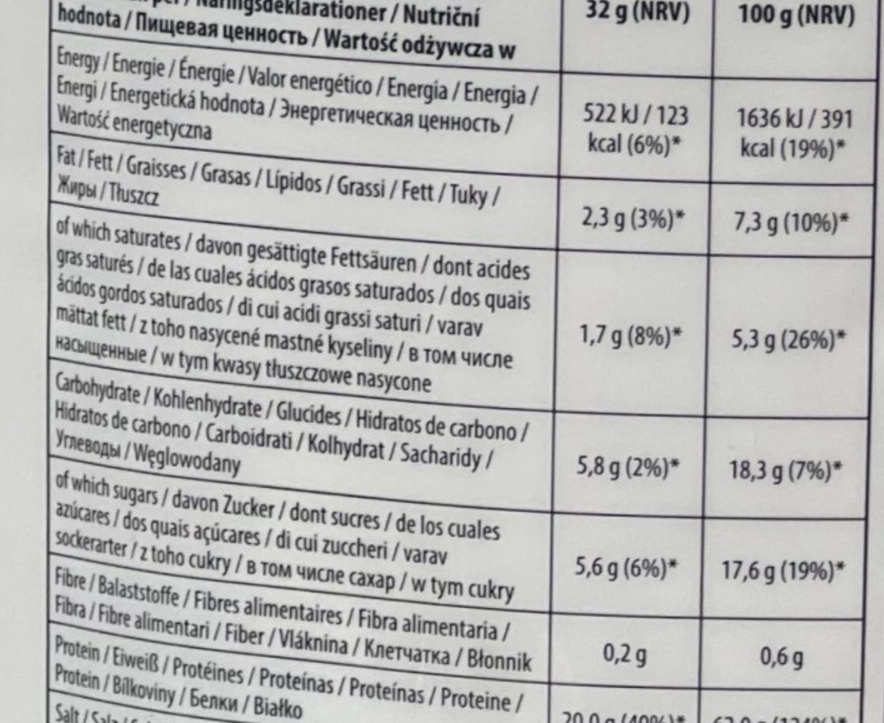 Näringsdeklarationer / Nutriční
hodnota / Пищевая ценность / Wartość odżywcza w
32 g (NRV)
100 g (NRV)
Energy / Energie / Énergie / Valor energético / Energia / Energia /
Energi / Energetická hodnota / Энергетическая ценность /
Wartość energetyczna
522 kJ / 123
kcal (6%)*
1636 kJ / 391
kcal (19%)*
Fat / Fett / Graisses / Grasas / Lípidos / Grassi / Fett / Tuky /
Жиры / Tłuszcz
2,3 g (3%)*
7,3 g (10%)*
of which saturates / davon gesättigte Fettsäuren / dont acides
gras saturés / de las cuales ácidos grasos saturados / dos quais
ácidos gordos saturados / di cui acidi grassi saturi / varav
mättat fett / z toho nasycené mastné kyseliny / в том числе
насыщенные / w tym kwasy tłuszczowe nasycone
1,7 g (8%)*
5,3 g (26%)*
Carbohydrate / Kohlenhydrate / Glucides / Hidratos de carbono /
Hidratos de carbono / Carboidrati / Kolhydrat / Sacharidy /
Углеводы / Węglowodany
5,8 g (2%)*
18,3 g (7%)*
of which sugars / davon Zucker / dont sucres / de los cuales
azúcares / dos quais açúcares / di cui zuccheri / varav
sockerarter / z toho cukry / в том числе сахар / w tym cukry
5,6 g (6%)*
17,6 g (19%)*
Fibre / Balaststoffe / Fibres alimentaires / Fibra alimentaria /
Fibra / Fibre alimentari / Fiber / Vláknina / Клетчатка / Błonnik
0,2 g
0,6 g
Protein / Eiweiß / Protéines / Proteínas / Proteínas / Proteine /
Protein / Bílkoviny / Белки / Białko
20,0 g (40%)*
Salt /